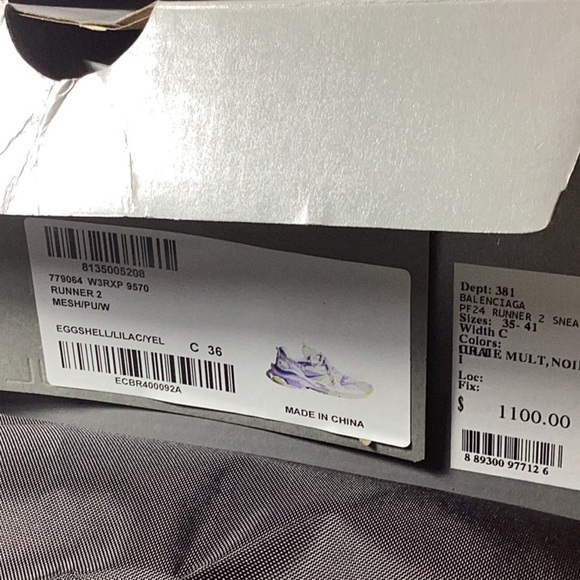 8135005208
779064 W3RXP 9570
RUNNER 2
MESH/PU/W
EGGSHELL/LILAC/YEL
C 36
ECBR400092A
MADE IN CHINA
Dept: 381
BALENCIAGA
PF24 RUNNER 2 SNEA
Sizes: 35- 41
Width C
Colors:
MULT, NOI
1
Loc:
Fix:
$ 1100.00
8 89300 97712 6